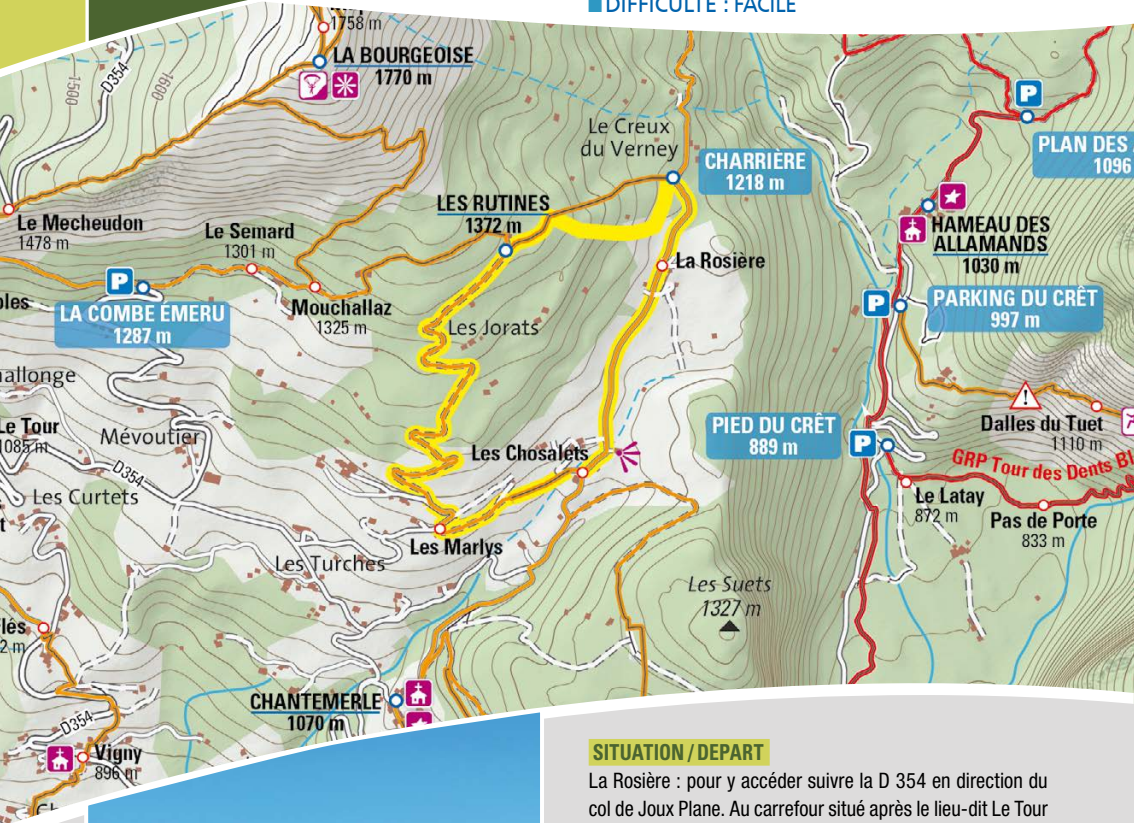 DIFFICULTÉ : FACILE
1758 m
LA BOURGEOISE
1770 m
D354
1500
1600
Le Creux
du Verney
CHARRIÈRE
1218 m
P
PLAN DES
1096
LES RUTINES
1372 m
Le Mecheudon
1478 m
Le Semard
1301 m
HAMEAU DES
ALLAMANDS
1030 m
La Rosière
P
LA COMBE ÉMERU
1287 m
Mouchallaz
1325 m
P
PARKING DU CRÊT
997 m
Les Jorats
Le Tour
1085 m
Mévoutier
D354
Les Curtets
Les Chosalets
PIED DU CRÊT
889 m
P
!
Dalles du Tuet
1110 m
GRP Tour des Dents
Le Latay
872 m
Pas de Porte
833 m
Les Marlys
Les Turches
Les Suets
1327 m
CHANTEMERLE
1070 m
D354
Vigny
896 m
SITUATION / DEPART
La Rosière : pour y accéder suivre la D 354 en direction du
col de Joux Plane. Au carrefour situé après le lieu-dit Le Tour